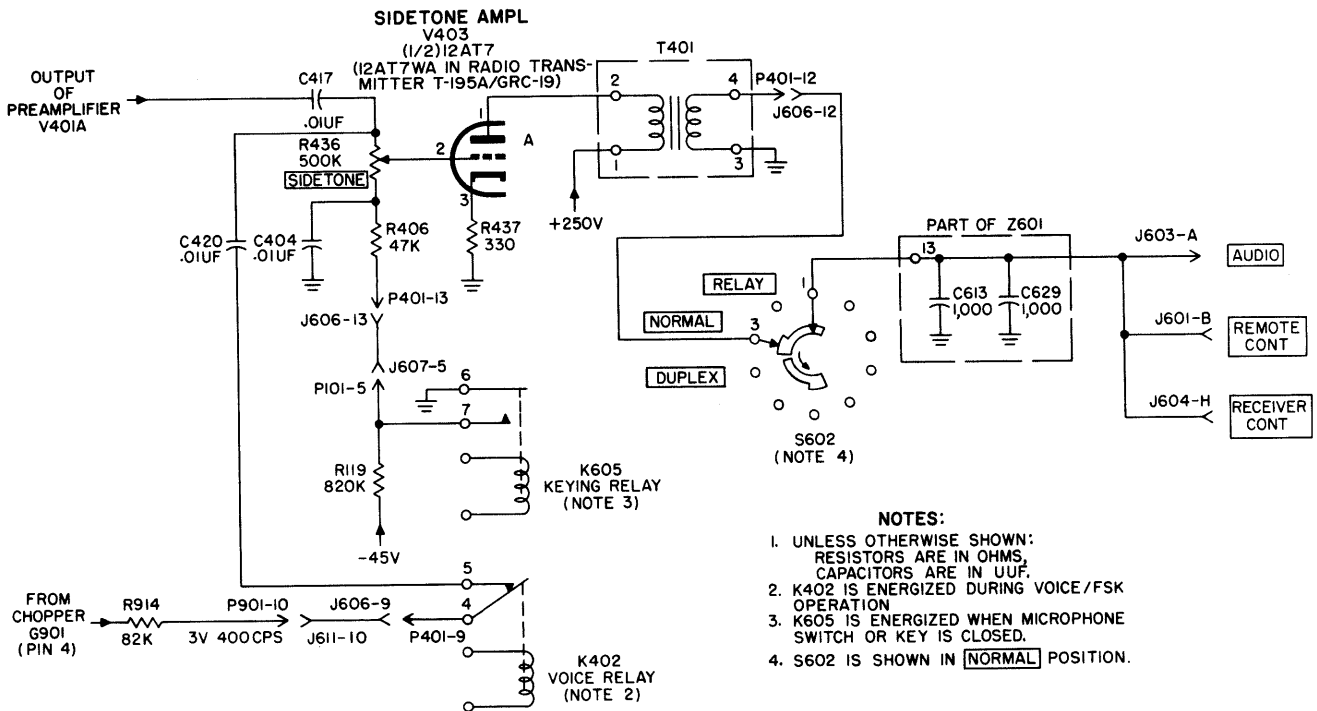 SIDETONE AMPL
V403
(1/2)12AT7
(12AT7WA IN RADIO TRANS-
MITTER T-195A/GRC-19)
OUTPUT
OF
PREAMPLIFIER
V401A
C417
.01UF
R436
500K
SIDETONE
1
2
3
A
T401
2
4
1
3
P401-12
J606-12
+250V
R437
330
C420
.01UF
C404
.01UF
R406
47K
P401-13
J606-13
J607-5
P101-5
6
7
R119
820K
-45V
K605
KEYING RELAY
(NOTE 3)
PART OF Z601
13
C613
1,000
C629
1,000
J603-A
AUDIO
J601-B
REMOTE
CONT
J604-H
RECEIVER
CONT
RELAY
1
NORMAL
3
DUPLEX
S602
(NOTE 4)
FROM
CHOPPER
G901
(PIN 4)
R914
82K
P901-10
3V 400CPS
J606-9
J611-10
P401-9
5
4
K402
VOICE RELAY
(NOTE 2)
NOTES:
1. UNLESS OTHERWISE SHOWN:
RESISTORS ARE IN OHMS,
CAPACITORS ARE IN UUF.
2. K402 IS ENERGIZED DURING VOICE/FSK
OPERATION
3. K605 IS ENERGIZED WHEN MICROPHONE
SWITCH OR KEY IS CLOSED.
4. S602 IS SHOWN IN NORMAL POSITION.